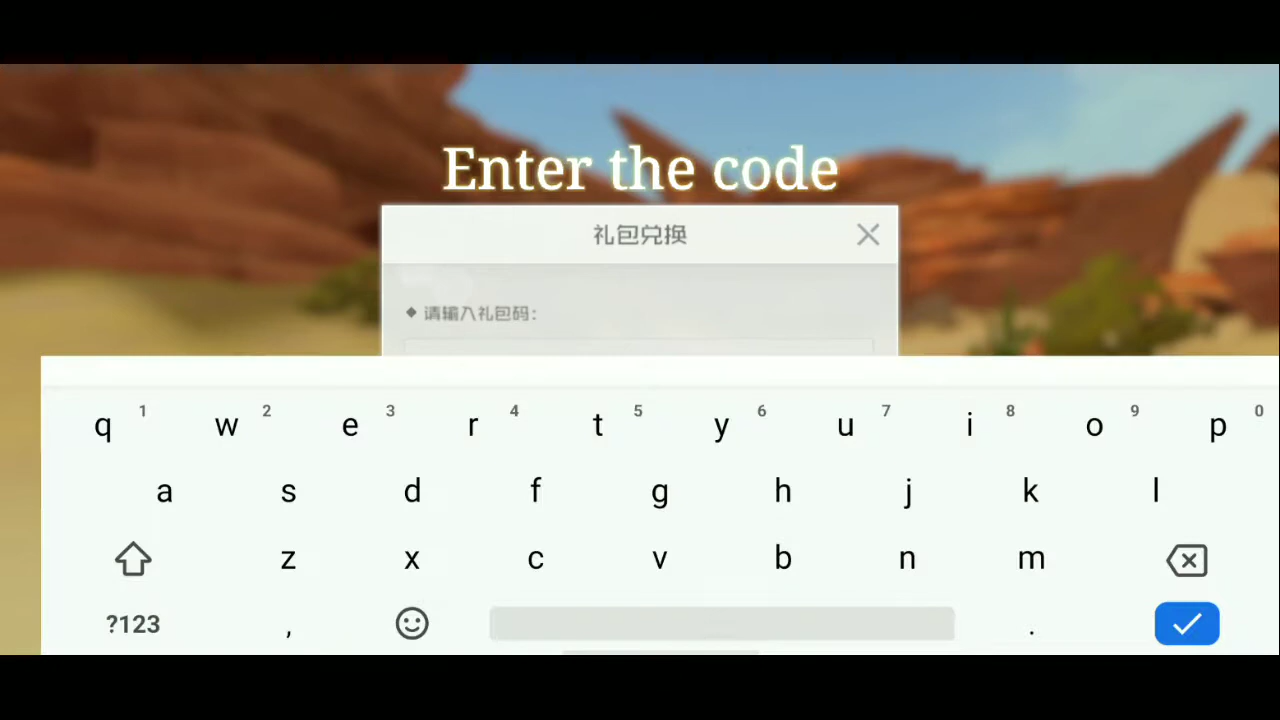 Enter the code
礼包兑换
◆ 请输入礼包码:
q 1 w 2 e 3 r 4 t 5 y 6 u 7 i 8 o 9 p 0
a s d f g h j k l
z x c v b n m
?123 , .